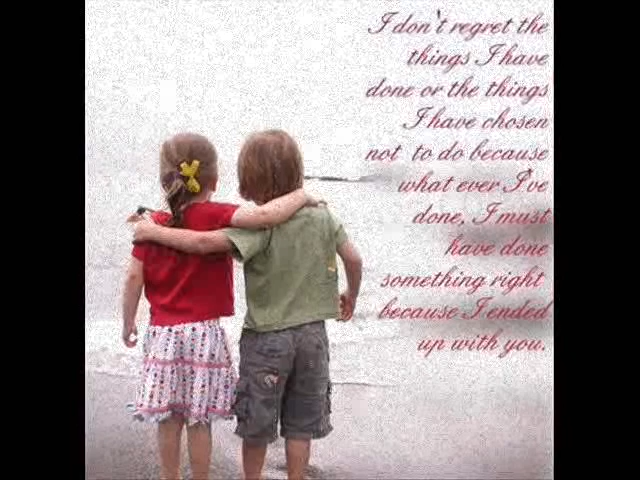 I don't regret the
things I have
done or the things
I have chosen
not to do because
what ever I've
done, I must
have done
something right
because I ended
up with you.